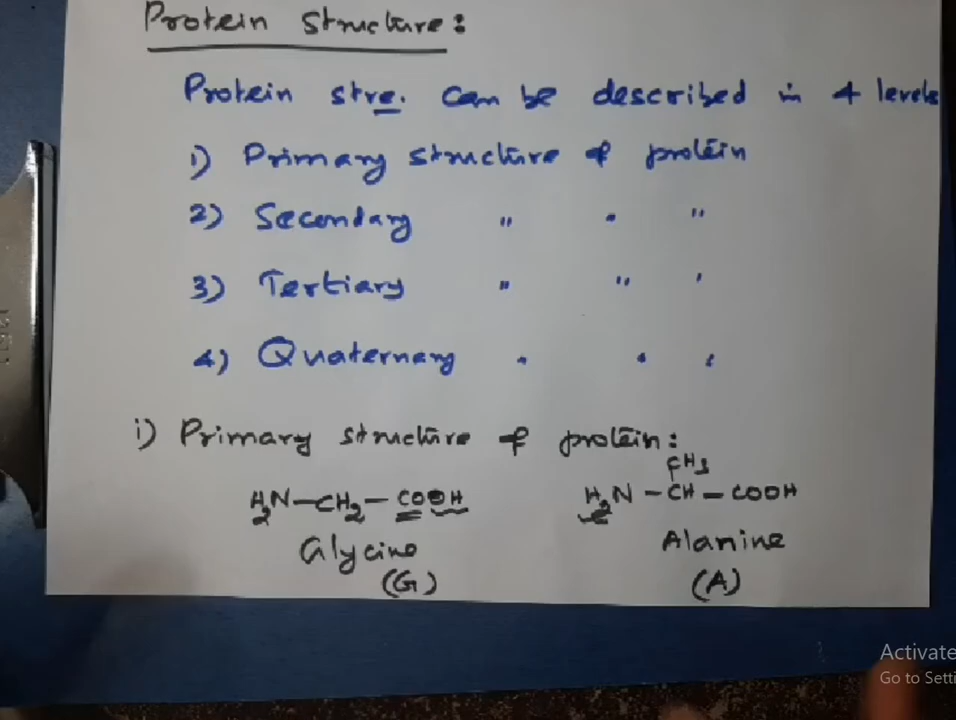 Protein structure:
Protein stre. can be described in 4 levels
1) Primary structure of protein
2) Secondary " " "
3) Tertiary " " "
4) Quaternary " " "
i) Primary structure of protein:
CH3
H2N-CH2-COOH H2N-CH-COOH
Glycine Alanine
(G) (A)
Activate
Go to Setti